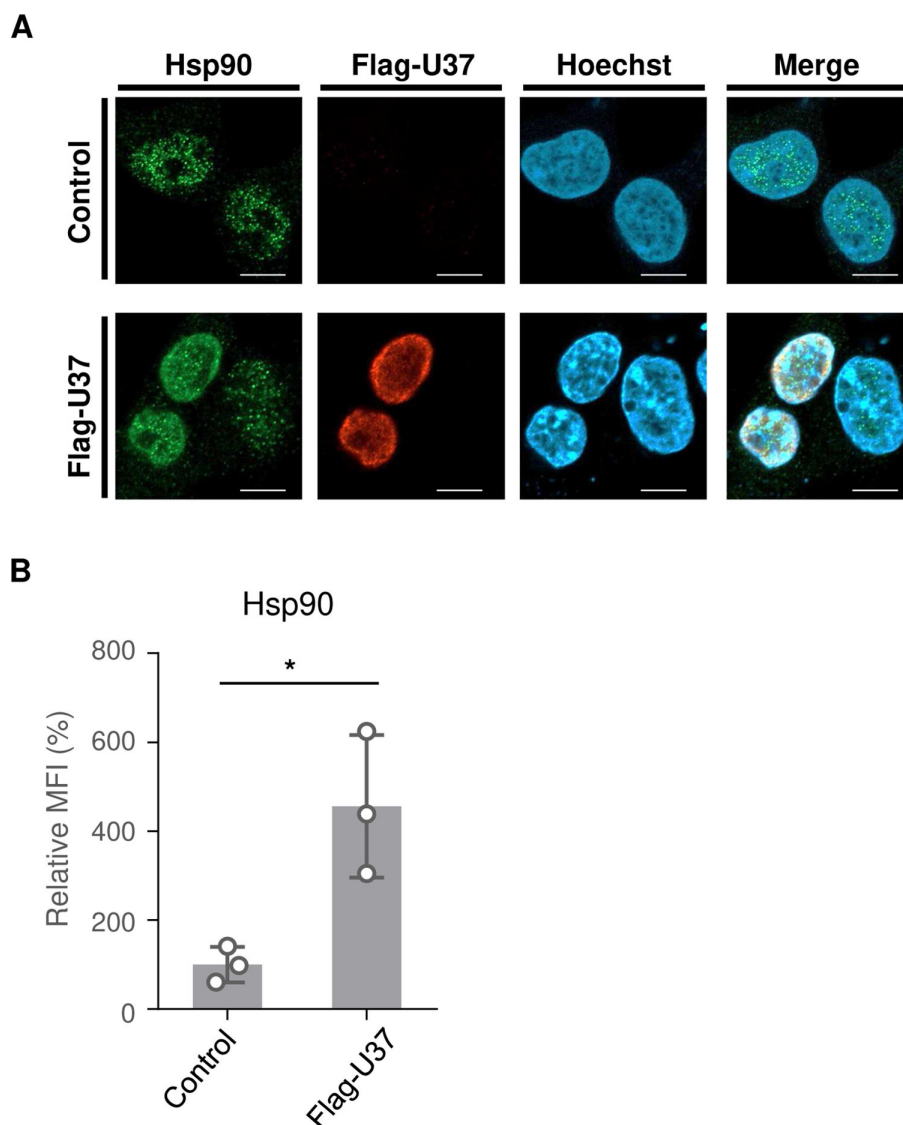 A
Hsp90 Flag-U37 Hoechst Merge
Control
Flag-U37
B
Hsp90
*
Relative MFI (%)
800
600
400
200
0
Control
Flag-U37